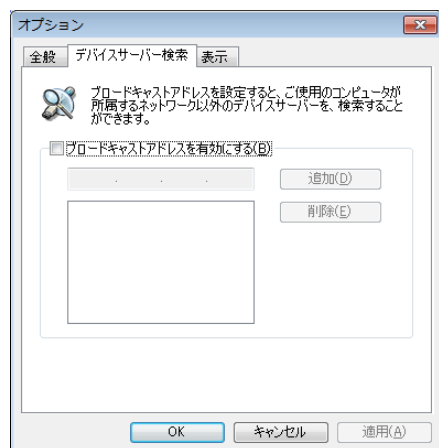 オプション
全般 デバイスサーバー検索 表示
ブロードキャストアドレスを設定すると、ご使用のコンピュータが
所属するネットワーク以外のデバイスサーバーを、検索すること
ができます。
ブロードキャストアドレスを有効にする(B)
. . .
追加(D)
削除(E)
OK キャンセル 適用(A)